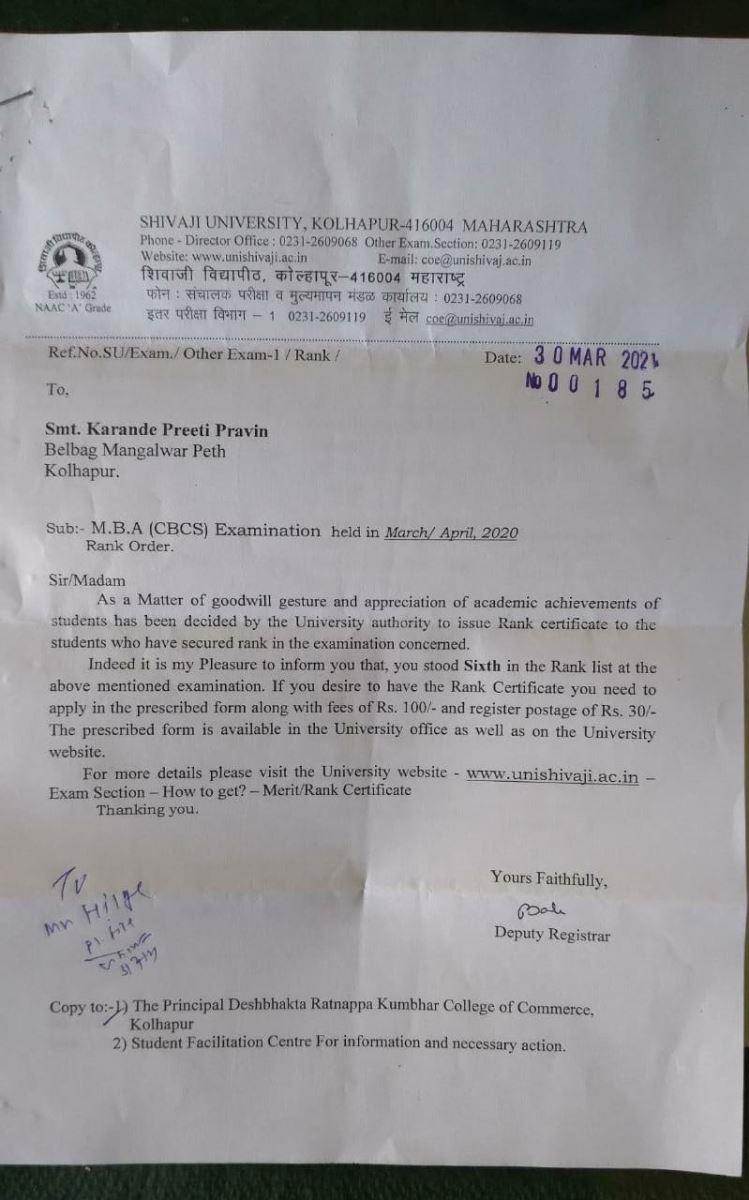 SHIVAJI UNIVERSITY, KOLHAPUR-416004 MAHARASHTRA
Phone - Director Office : 0231-2609068 Other Exam.Section: 0231-2609119
Website: www.unishivaji.ac.in E-mail: coe@unishivaj.ac.in
शिवाजी विद्यापीठ, कोल्हापूर–416004 महाराष्ट्र
फोन : संचालक परीक्षा व मुल्यमापन मंडळ कार्यालय : 0231-2609068
इतर परीक्षा विभाग – 1 0231-2609119 ई मेल coe@unishivaj.ac.in
Estd : 1962
NAAC 'A' Grade
Ref.No.SU/Exam./ Other Exam-1 / Rank /
Date: 30 MAR 2021
No 00185
To,
Smt. Karande Preeti Pravin
Belbag Mangalwar Peth
Kolhapur.
Sub:- M.B.A (CBCS) Examination held in March/ April, 2020
Rank Order.
Sir/Madam
As a Matter of goodwill gesture and appreciation of academic achievements of
students has been decided by the University authority to issue Rank certificate to the
students who have secured rank in the examination concerned.
Indeed it is my Pleasure to inform you that, you stood Sixth in the Rank list at the
above mentioned examination. If you desire to have the Rank Certificate you need to
apply in the prescribed form along with fees of Rs. 100/- and register postage of Rs. 30/-
The prescribed form is available in the University office as well as on the University
website.
For more details please visit the University website - www.unishivaji.ac.in –
Exam Section – How to get? – Merit/Rank Certificate
Thanking you.
Yours Faithfully,
Deputy Registrar
To
Mr Hilge
Pl. file
Copy to:-1) The Principal Deshbhakta Ratnappa Kumbhar College of Commerce,
Kolhapur
2) Student Facilitation Centre For information and necessary action.